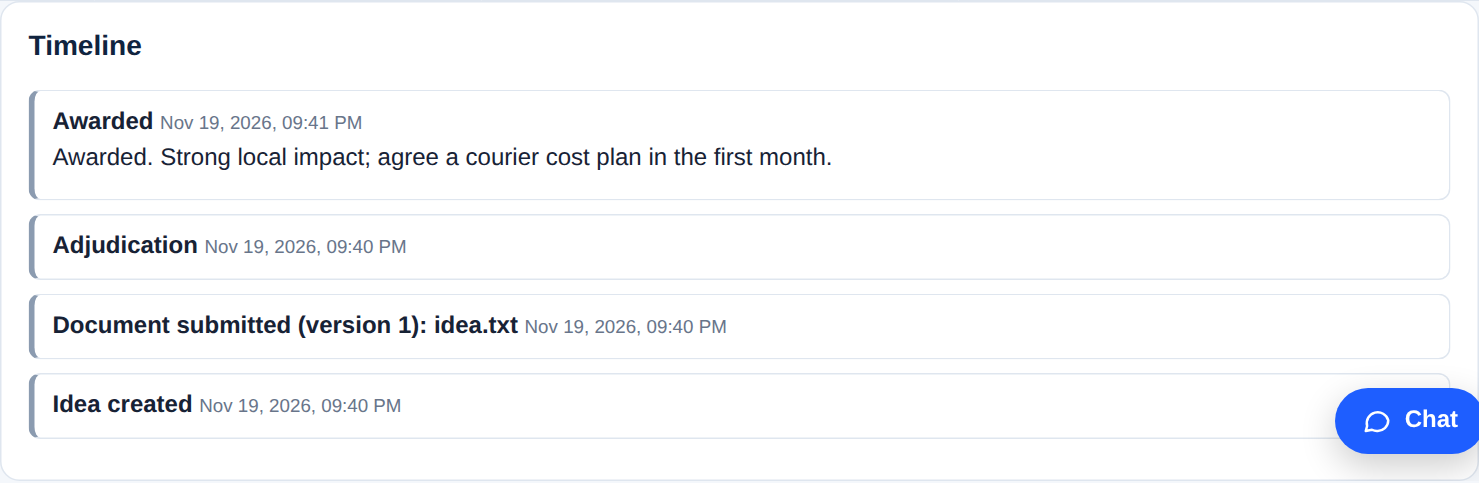 Timeline
Awarded Nov 19, 2026, 09:41 PM
Awarded. Strong local impact; agree a courier cost plan in the first month.
Adjudication Nov 19, 2026, 09:40 PM
Document submitted (version 1): idea.txt Nov 19, 2026, 09:40 PM
Idea created Nov 19, 2026, 09:40 PM
Chat